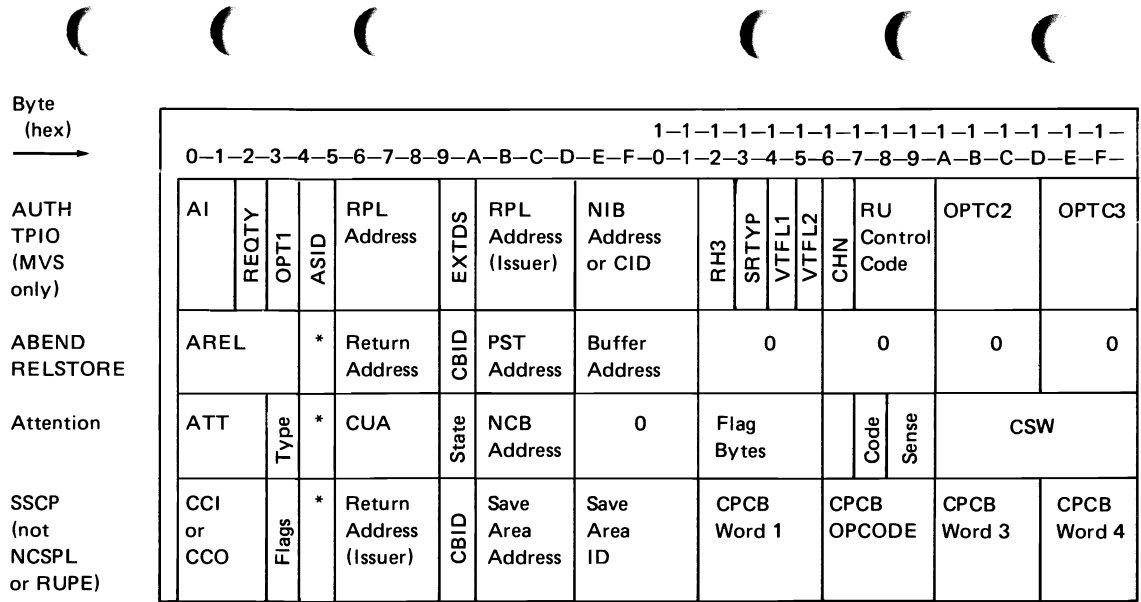 Byte
(hex)
1–1–1–1–1–1–1–1–1–1–1–1–1–1–1–1–
0–1–2–3–4–5–6–7–8–9–A–B–C–D–E–F–0–1–2–3–4–5–6–7–8–9–A–B–C–D–E–F–
AUTH
TPIO
(MVS
only)
AI
REQTY
OPT1
ASID
RPL
Address
EXTDS
RPL
Address
(Issuer)
NIB
Address
or CID
RH3
SRTYP
VTFL1
VTFL2
CHN
RU
Control
Code
OPTC2
OPTC3
ABEND
RELSTORE
AREL
*
Return
Address
CBID
PST
Address
Buffer
Address
0
0
0
0
Attention
ATT
Type
*
CUA
State
NCB
Address
0
Flag
Bytes
Code
Sense
CSW
SSCP
(not
NCSPL
or RUPE)
CCI
or
CCO
Flags
*
Return
Address
(Issuer)
CBID
Save
Area
Address
Save
Area
ID
CPCB
Word 1
CPCB
OPCODE
CPCB
Word 3
CPCB
Word 4